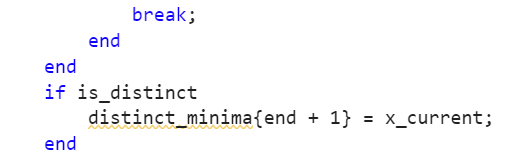 break;
end
end
if is_distinct
distinct_minima{end + 1} = x_current;
end